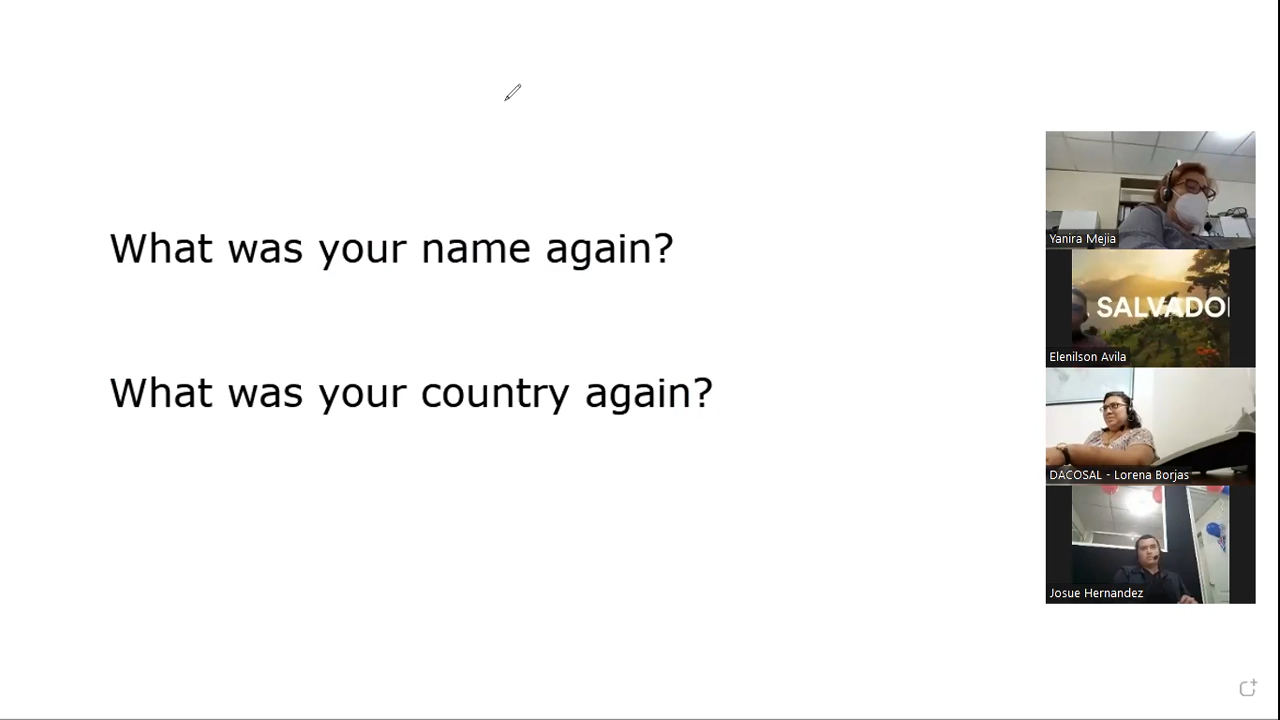 What was your name again?
What was your country again?
Yanira Mejia
SALVADO
Elenilson Avila
DACOSAL - Lorena Borjas
Josue Hernandez